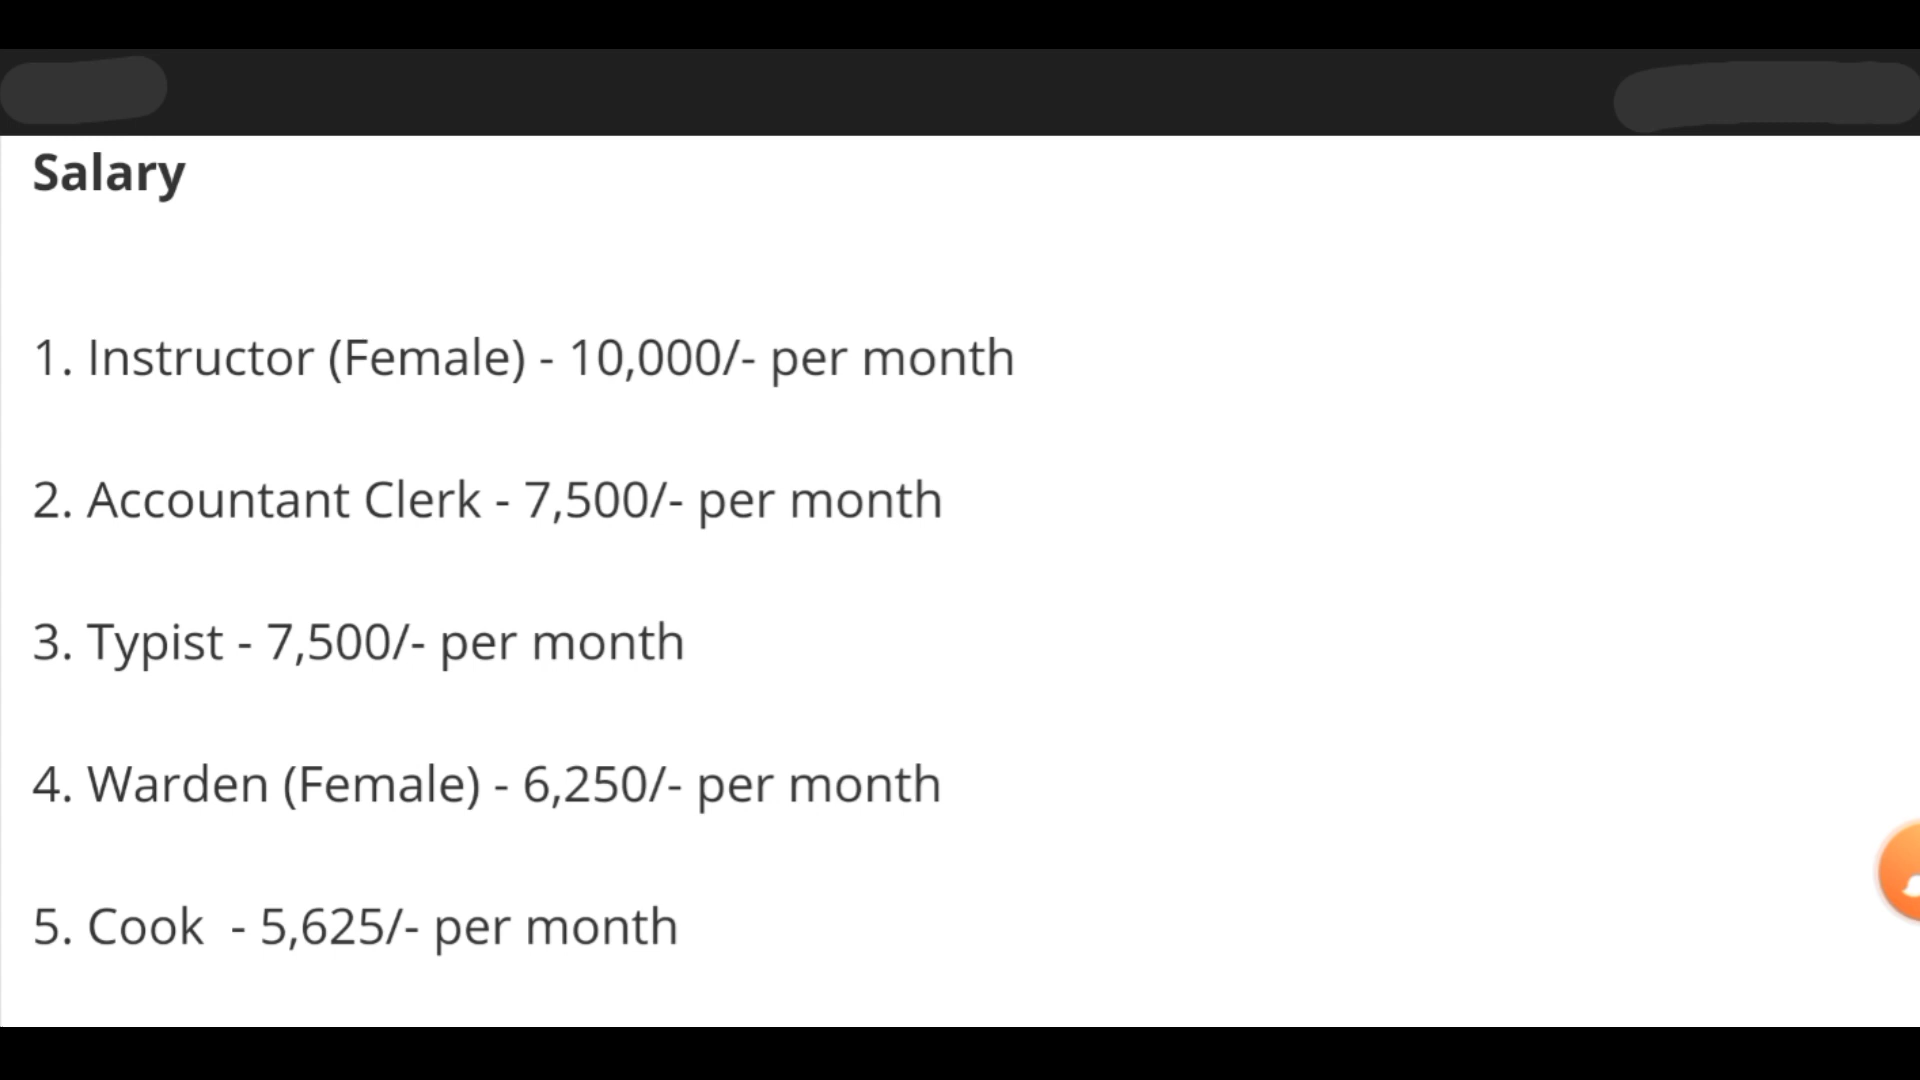 Salary
1. Instructor (Female) - 10,000/- per month
2. Accountant Clerk - 7,500/- per month
3. Typist - 7,500/- per month
4. Warden (Female) - 6,250/- per month
5. Cook  - 5,625/- per month